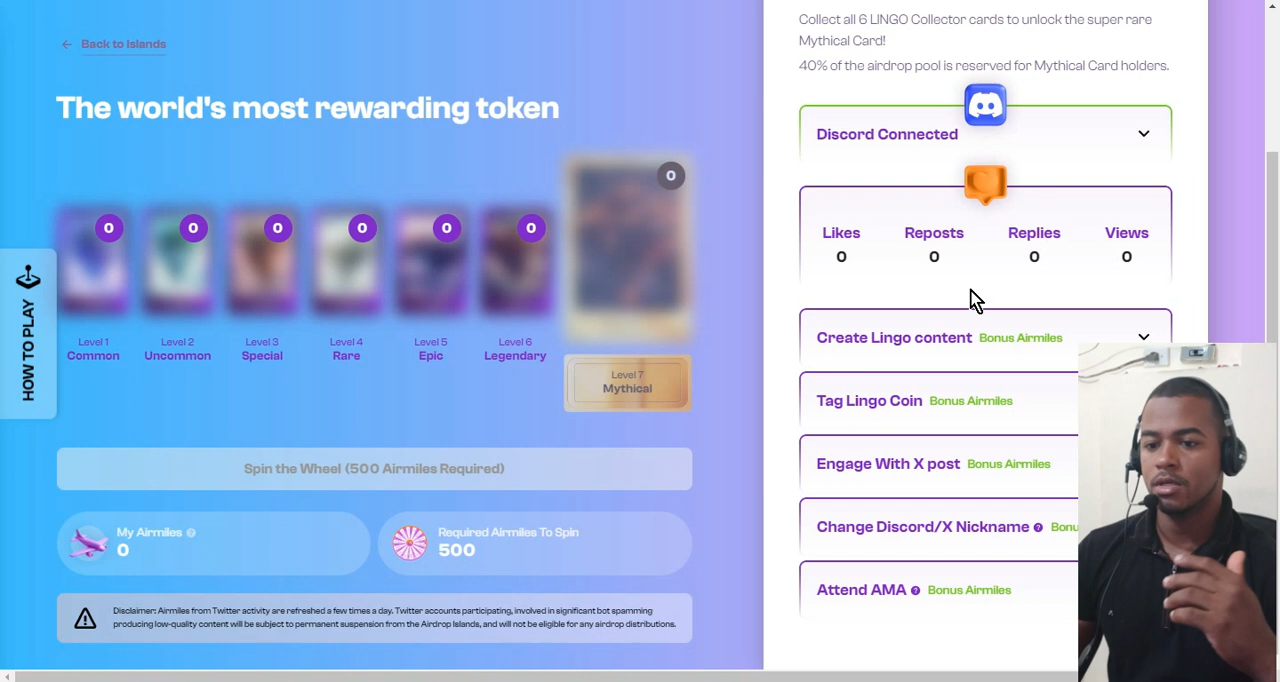 Back to Islands
The world's most rewarding token
0
0
0
0
0
0
0
Level 1
Common
Level 2
Uncommon
Level 3
Special
Level 4
Rare
Level 5
Epic
Level 6
Legendary
Level 7
Mythical
HOW TO PLAY
Spin the Wheel (500 Airmiles Required)
My Airmiles ?
0
Required Airmiles To Spin
500
Disclaimer: Airmiles from Twitter activity are refreshed a few times a day. Twitter accounts participating, involved in significant bot spamming
producing low-quality content will be subject to permanent suspension from the Airdrop Islands, and will not be eligible for any airdrop distributions.
Collect all 6 LINGO Collector cards to unlock the super rare
Mythical Card!
40% of the airdrop pool is reserved for Mythical Card holders.
Discord Connected
Likes Reposts Replies Views
0 0 0 0
Create Lingo content Bonus Airmiles
Tag Lingo Coin Bonus Airmiles
Engage With X post Bonus Airmiles
Change Discord/X Nickname ? Bonu
Attend AMA ? Bonus Airmiles